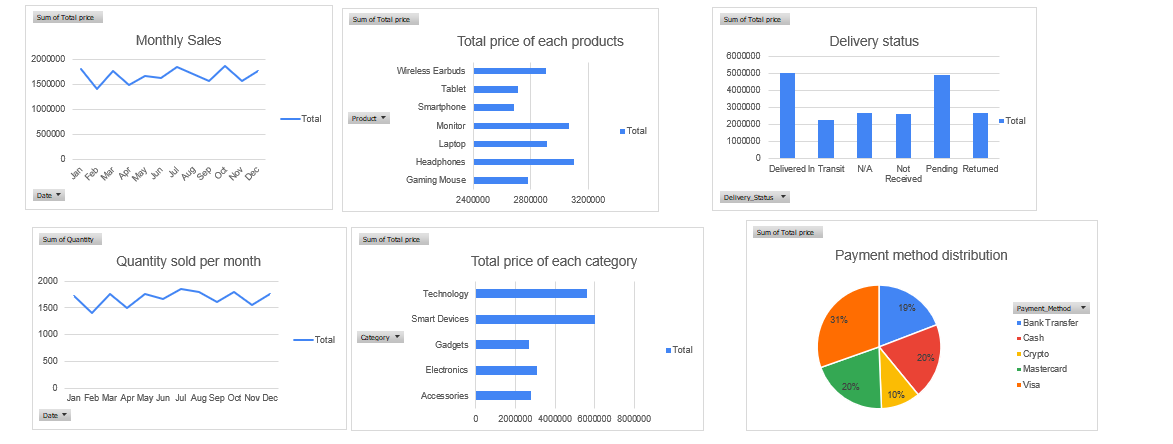 Sum of Total price
Monthly Sales
2000000
1500000
1000000
500000
0
Jan Feb Mar Apr May Jun Jul Aug Sep Oct Nov Dec
Total
Date
Sum of Total price
Total price of each products
Wireless Earbuds
Tablet
Smartphone
Monitor
Laptop
Headphones
Gaming Mouse
2400000 2800000 3200000
Product
Total
Sum of Total price
Delivery status
6000000
5000000
4000000
3000000
2000000
1000000
0
Delivered In Transit N/A Not Received Pending Returned
Total
Delivery_Status
Sum of Quantity
Quantity sold per month
2000
1500
1000
500
0
Jan Feb Mar Apr May Jun Jul Aug Sep Oct Nov Dec
Total
Date
Sum of Total price
Total price of each category
Technology
Smart Devices
Gadgets
Electronics
Accessories
0 2000000 4000000 6000000 8000000
Category
Total
Sum of Total price
Payment method distribution
19%
20%
10%
20%
31%
Payment_Method
Bank Transfer
Cash
Crypto
Mastercard
Visa